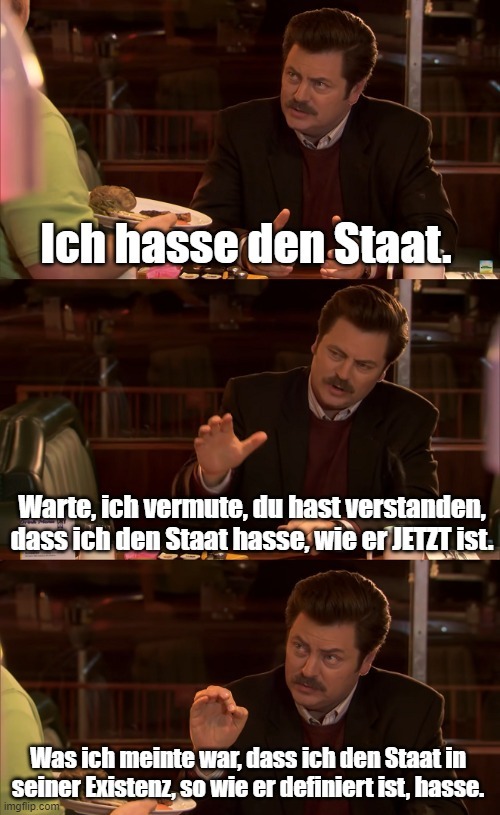 Ich hasse den Staat.
Warte, ich vermute, du hast verstanden,
dass ich den Staat hasse, wie er JETZT ist.
Was ich meinte war, dass ich den Staat in
seiner Existenz, so wie er definiert ist, hasse.
imgflip.com